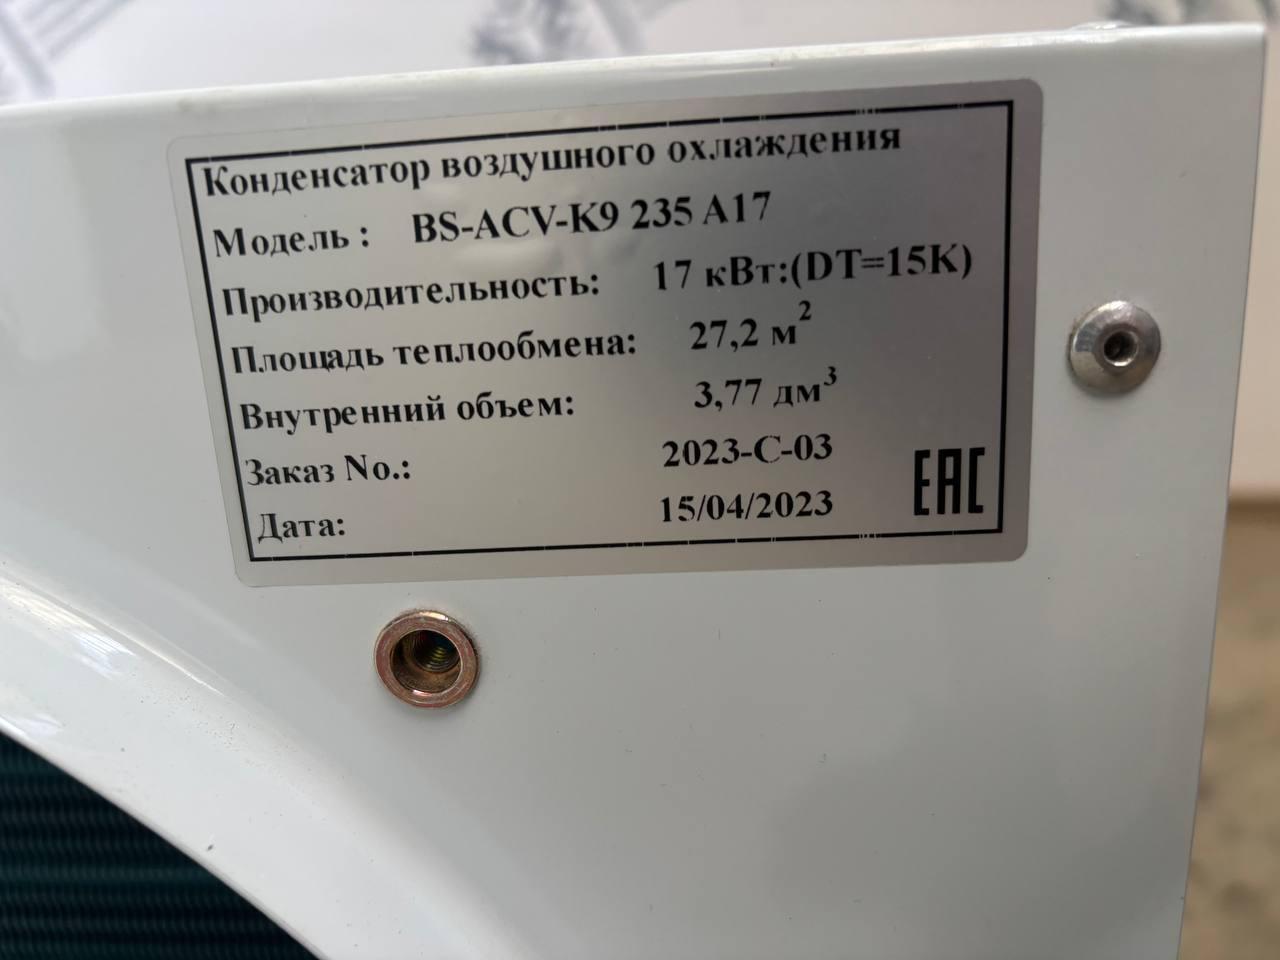 Конденсатор воздушного охлаждения
Модель : BS-ACV-K9 235 A17
Производительность: 17 кВт:(DT=15K)
Площадь теплообмена: 27,2 м²
Внутренний объем: 3,77 дм³
Заказ No.: 2023-C-03
Дата: 15/04/2023
EAC